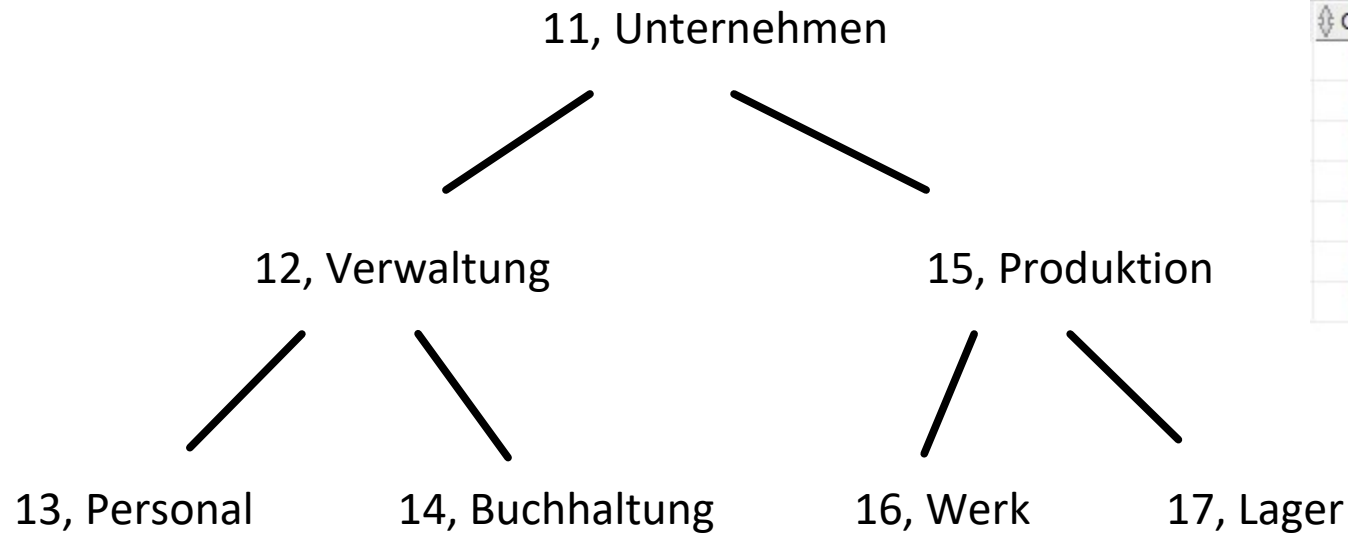 11, Unternehmen
12, Verwaltung
15, Produktion
13, Personal
14, Buchhaltung
16, Werk
17, Lager